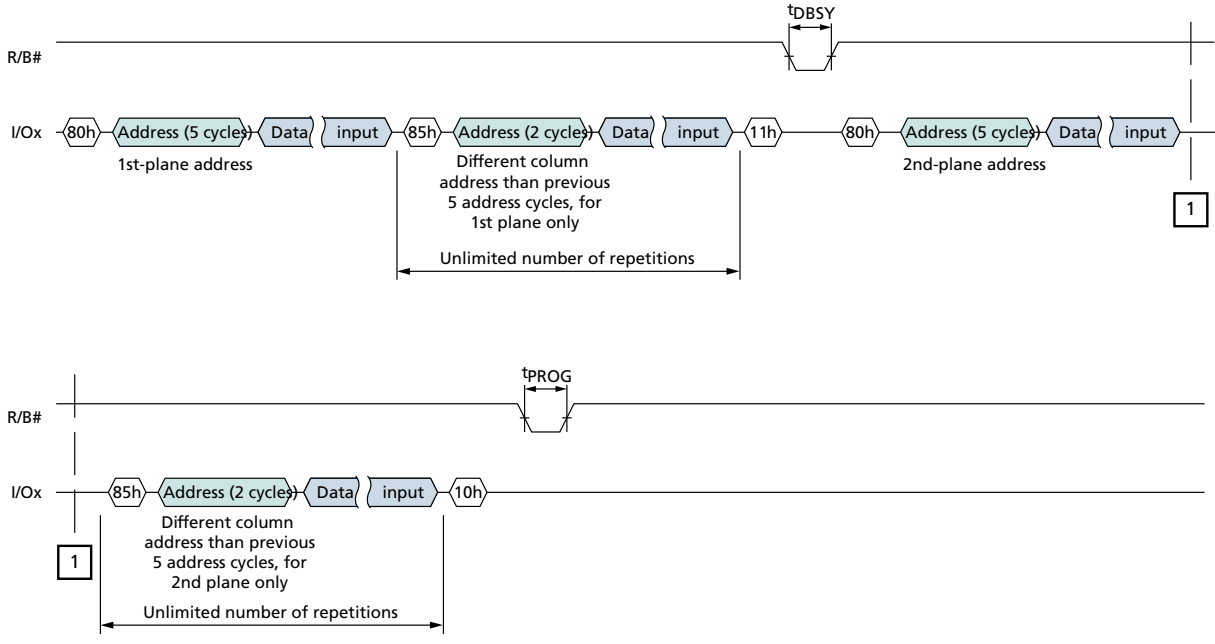 tDBSY
R/B#
I/Ox 80h Address (5 cycles) Data input 85h Address (2 cycles) Data input 11h 80h Address (5 cycles) Data input
1st-plane address
Different column
address than previous
5 address cycles, for
1st plane only
2nd-plane address
1
Unlimited number of repetitions
tPROG
R/B#
I/Ox 85h Address (2 cycles) Data input 10h
Different column
address than previous
5 address cycles, for
2nd plane only
1
Unlimited number of repetitions